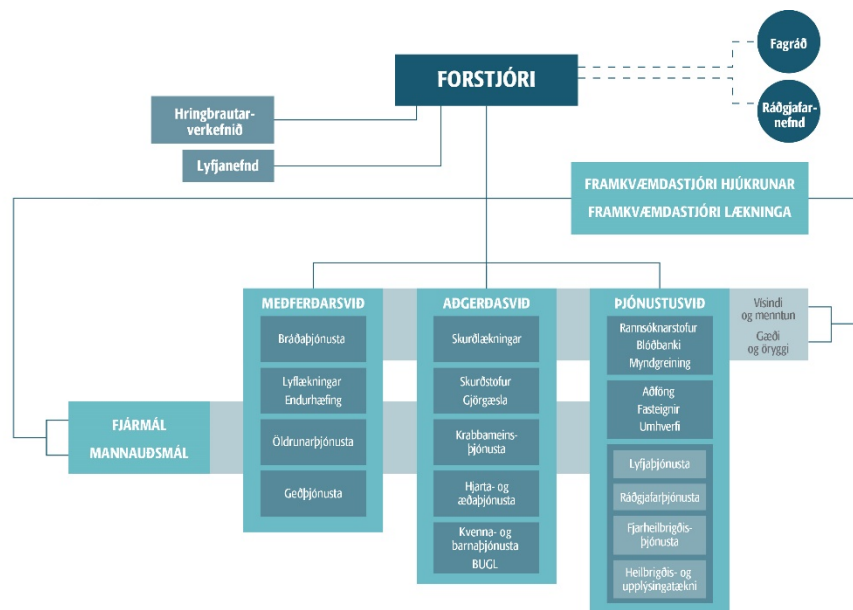 FORSTJÓRI
Fagráð
Ráðgjafar-
nefnd
Hringbrautar-
verkefnið
Lyfjanefnd
FRAMKVÆMDASTJÓRI HJÚKRUNAR
FRAMKVÆMDASTJÓRI LÆKNINGA
MEÐFERÐARSVIÐ
Bráðaþjónusta
Lyflækningar
Endurhæfing
Öldrunarþjónusta
Geðþjónusta
AÐGERÐASVIÐ
Skurðlækningar
Skurðstofur
Gjörgæsla
Krabbameins-
þjónusta
Hjarta- og
æðaþjónusta
Kvenna- og
barnaþjónusta
BUGL
ÞJÓNUSTUSVIÐ
Rannsóknarstofur
Blóðbanki
Myndgreining
Aðföng
Fasteignir
Umhverfi
Lyfjaþjónusta
Ráðgjafarþjónusta
Fjarheilbrigðis-
þjónusta
Heilbrigðis- og
upplýsingatækni
Vísindi
og menntun
Gæði
og öryggi
FJÁRMÁL
MANNAUÐSMÁL